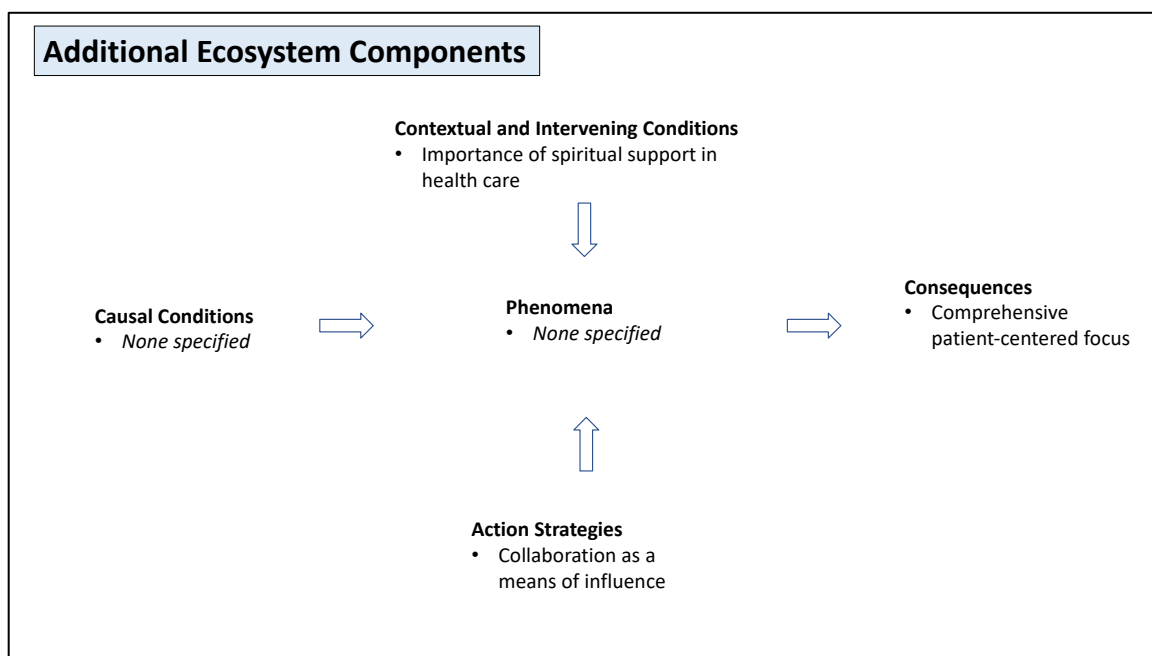 Additional Ecosystem Components
Contextual and Intervening Conditions
• Importance of spiritual support in
health care
Causal Conditions
• None specified
Phenomena
• None specified
Consequences
• Comprehensive
patient-centered focus
Action Strategies
• Collaboration as a
means of influence